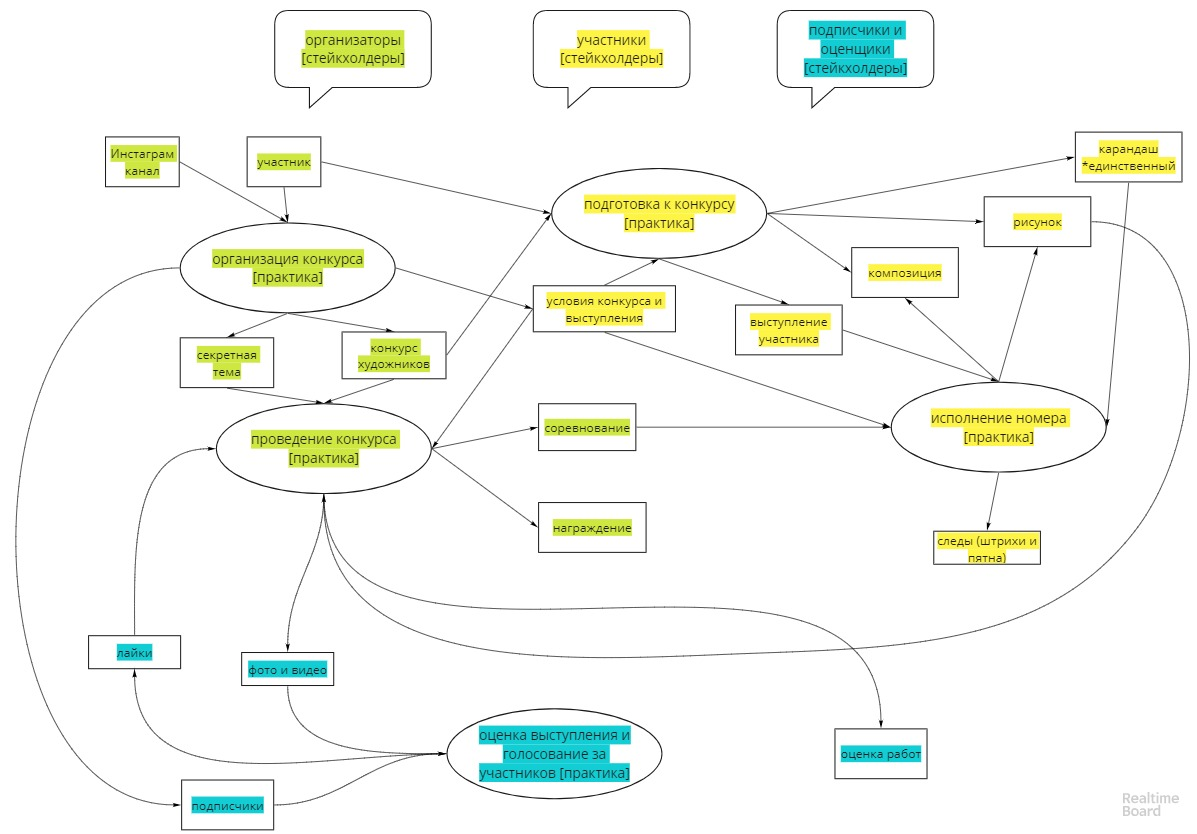 организаторы
[стейкхолдеры]
участники
[стейкхолдеры]
подписчики и
оценщики
[стейкхолдеры]
Инстаграм
канал
участник
карандаш
*единственный
подготовка к конкурсу
[практика]
рисунок
организация конкурса
[практика]
композиция
условия конкурса и
выступления
выступление
участника
секретная
тема
конкурс
художников
проведение конкурса
[практика]
соревнование
исполнение номера
[практика]
награждение
следы (штрихи и
пятна)
лайки
фото и видео
оценка выступления и
голосование за
участников [практика]
оценка работ
подписчики
Realtime
Board